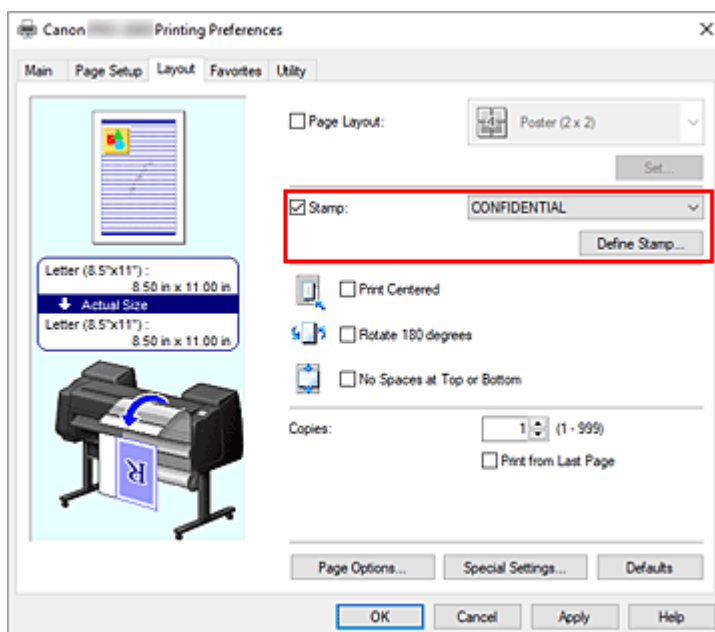 Canon Printing Preferences
Main Page Setup Layout Favorites Utility
Page Layout: Poster (2 x 2)
Set...
Stamp: CONFIDENTIAL
Define Stamp...
Letter (8.5"x11") :
8.50 in x 11.00 in
Actual Size
Letter (8.5"x11") :
8.50 in x 11.00 in
Print Centered
Rotate 180 degrees
No Spaces at Top or Bottom
Copies: 1 (1 - 999)
Print from Last Page
R
Page Options... Special Settings... Defaults
OK Cancel Apply Help